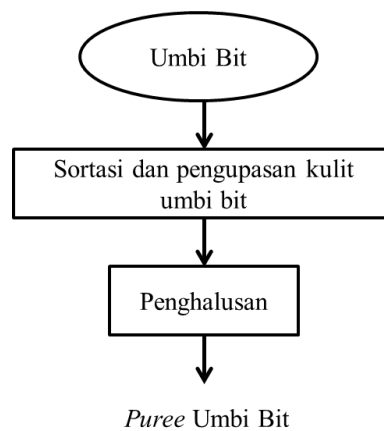 Umbi Bit
Sortasi dan pengupasan kulit
umbi bit
Penghalusan
Puree Umbi Bit